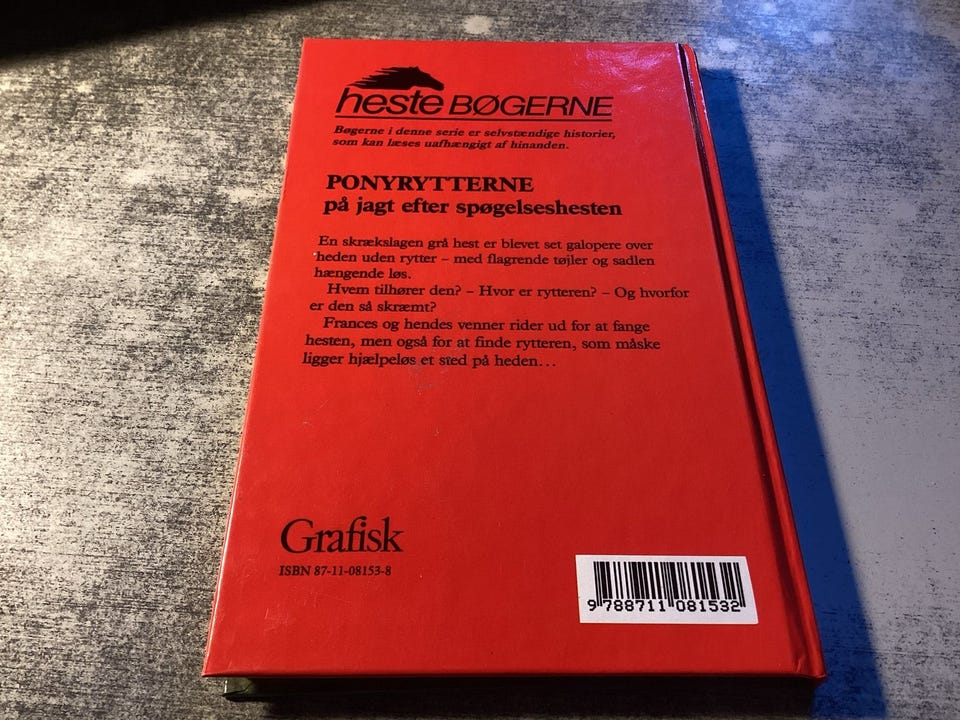 heste BØGERNE
Bøgerne i denne serie er selvstændige historier,
som kan læses uafhængigt af hinanden.
PONYRYTTERNE
på jagt efter spøgelseshesten
En skrækslagen grå hest er blevet set galopere over
heden uden rytter – med flagrende tøjler og sadlen
hængende løs.
Hvem tilhører den? – Hvor er rytteren? – Og hvorfor
er den så skræmt?
Frances og hendes venner rider ud for at fange
hesten, men også for at finde rytteren, som måske
ligger hjælpeløs et sted på heden...
Grafisk
ISBN 87-11-08153-8
9 788711 081532